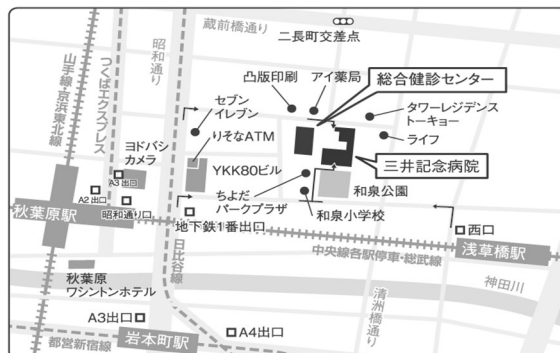 蔵前橋通り
二長町交差点
昭和通り
つくばエクスプレス
山手線・京浜東北線
凸版印刷
アイ薬局
総合健診センター
セブン
イレブン
タワーレジデンス
トーキョー
りそなATM
ライフ
ヨドバシ
カメラ
YKK80ビル
三井記念病院
A3出口
A2出口
ちよだ
パークプラザ
和泉公園
秋葉原駅
昭和通り口
地下鉄1番出口
和泉小学校
西口
日比谷線
中央線各駅停車・総武線
浅草橋駅
秋葉原
ワシントンホテル
神田川
清洲橋通り
A3出口
A4出口
岩本町駅
都営新宿線